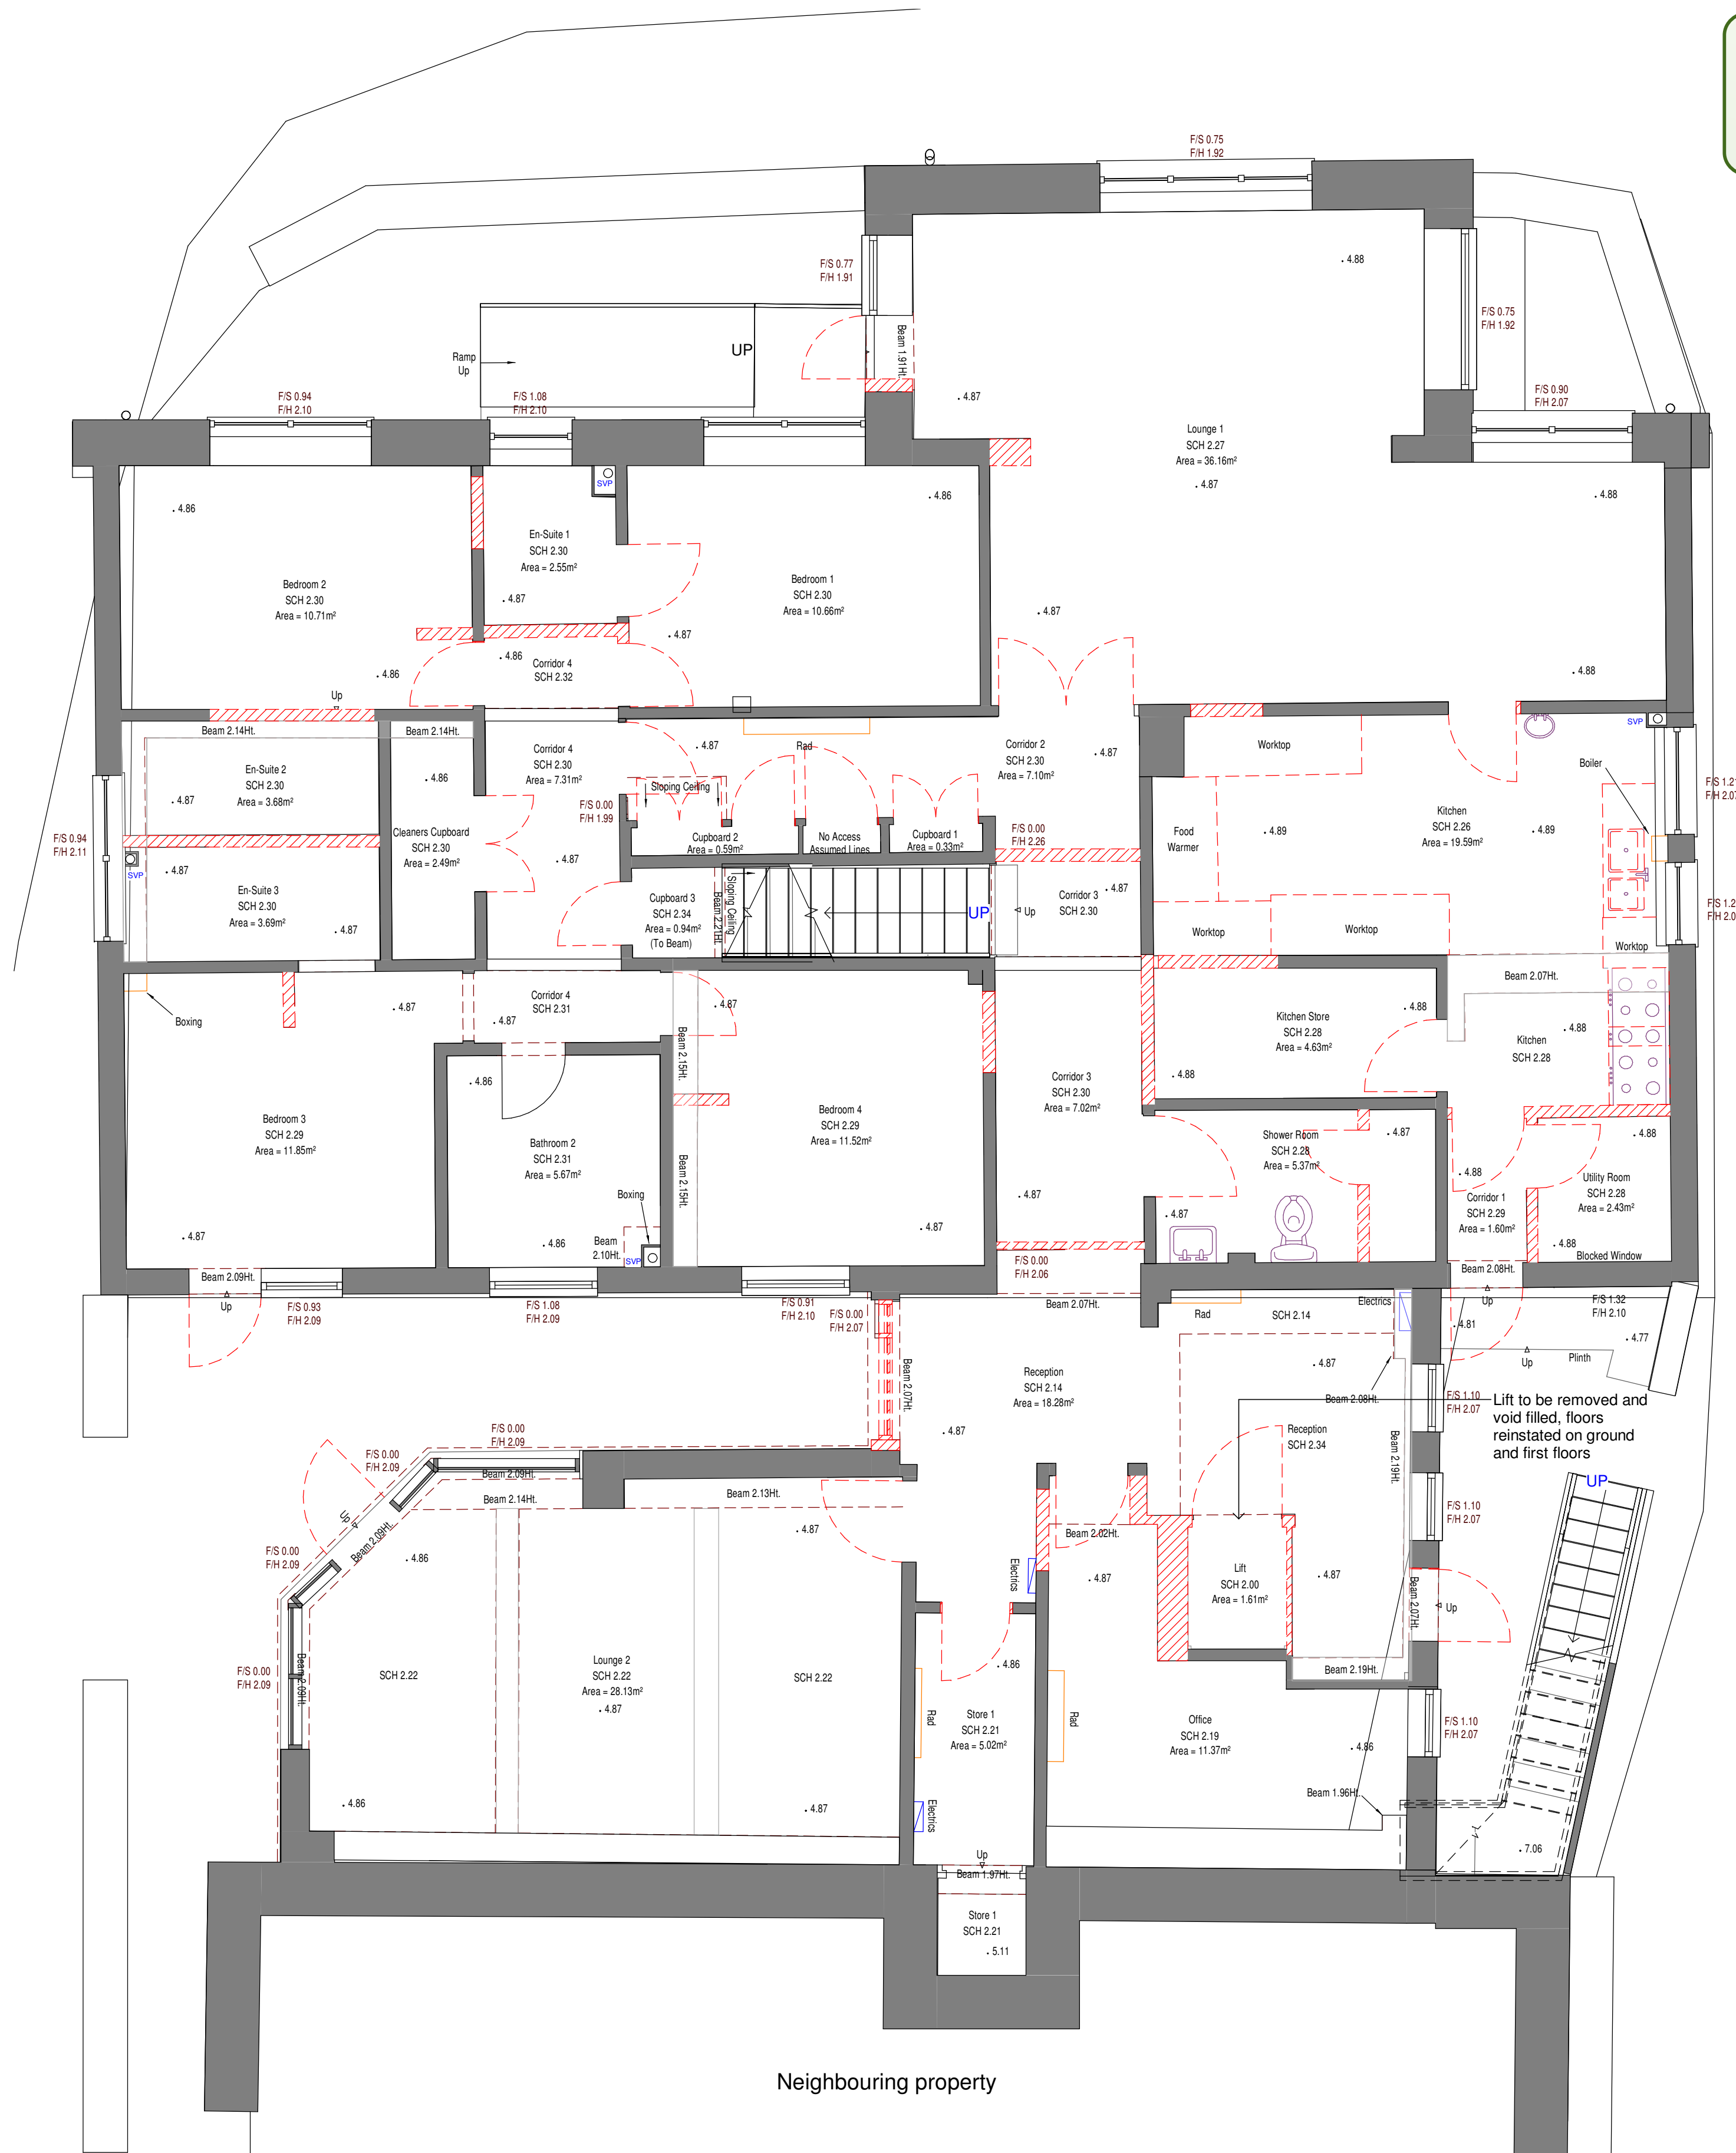 F/S 0.75
F/H 1.92
F/S 0.77
F/H 1.91
. 4.88
F/S 0.75
F/H 1.92
Beam 1.91Ht.
UP
Ramp
Up
. 4.87
F/S 0.94
F/H 2.10
F/S 1.08
F/H 2.10
F/S 0.90
F/H 2.07
Lounge 1
SCH 2.27
Area = 36.16m²
. 4.87
SVP
. 4.86
. 4.86
. 4.88
En-Suite 1
SCH 2.30
Area = 2.55m²
Bedroom 2
SCH 2.30
Area = 10.71m²
Bedroom 1
SCH 2.30
Area = 10.66m²
. 4.87
. 4.87
. 4.87
. 4.86
Corridor 4
SCH 2.32
. 4.86
. 4.88
Up
Beam 2.14Ht.
Beam 2.14Ht.
SVP
Corridor 4
SCH 2.30
Area = 7.31m²
. 4.87
Rad
Corridor 2
SCH 2.30
Area = 7.10m²
. 4.87
Worktop
Boiler
En-Suite 2
SCH 2.30
Area = 3.68m²
. 4.87
. 4.86
Sloping Ceiling
F/S 0.00
F/H 1.99
Kitchen
SCH 2.26
Area = 19.59m²
. 4.89
. 4.89
Food
Warmer
F/S 0.94
F/H 2.11
Cleaners Cupboard
SCH 2.30
Area = 2.49m²
Cupboard 2
Area = 0.59m²
No Access
Assumed Lines
Cupboard 1
Area = 0.33m²
F/S 0.00
F/H 2.26
. 4.87
SVP
. 4.87
En-Suite 3
SCH 2.30
Area = 3.69m²
. 4.87
Cupboard 3
SCH 2.34
Area = 0.94m²
(To Beam)
Beam 2.21Ht.
Sloping Ceiling
UP
Up
Corridor 3
SCH 2.30
. 4.87
Worktop
Worktop
Worktop
Beam 2.07Ht.
Boxing
. 4.87
Corridor 4
SCH 2.31
. 4.87
. 4.87
Kitchen Store
SCH 2.28
Area = 4.63m²
. 4.88
. 4.88
Kitchen
SCH 2.28
. 4.88
Beam 2.15Ht.
. 4.86
Bedroom 3
SCH 2.29
Area = 11.85m²
Bathroom 2
SCH 2.31
Area = 5.67m²
Bedroom 4
SCH 2.29
Area = 11.52m²
Corridor 3
SCH 2.30
Area = 7.02m²
Shower Room
SCH 2.28
Area = 5.37m²
. 4.87
. 4.88
. 4.88
Utility Room
SCH 2.28
Area = 2.43m²
Corridor 1
SCH 2.29
Area = 1.60m²
Beam 2.15Ht.
Boxing
. 4.87
. 4.87
. 4.87
. 4.86
Beam
2.10Ht.
SVP
. 4.87
. 4.88
Blocked Window
Beam 2.09Ht.
Up
F/S 0.93
F/H 2.09
F/S 1.08
F/H 2.09
F/S 0.91
F/H 2.10
F/S 0.00
F/H 2.07
F/S 0.00
F/H 2.06
Beam 2.07Ht.
Rad
SCH 2.14
Electrics
Beam 2.08Ht.
Up
F/S 1.32
F/H 2.10
. 4.81
. 4.77
Up
Plinth
Beam 2.07Ht.
Reception
SCH 2.14
Area = 18.28m²
. 4.87
Beam 2.08Ht.
F/S 1.10
F/H 2.07
Lift to be removed and
void filled, floors
reinstated on ground
and first floors
Reception
SCH 2.34
Beam 2.19Ht.
. 4.87
F/S 0.00
F/H 2.09
F/S 0.00
F/H 2.09
Beam 2.09Ht.
Beam 2.14Ht.
Beam 2.13Ht.
Up
Beam 2.09Ht.
F/S 0.00
F/H 2.09
. 4.87
. 4.86
Beam 2.02Ht.
. 4.87
Electrics
Lift
SCH 2.00
Area = 1.61m²
. 4.87
F/S 1.10
F/H 2.07
UP
Beam 2.07Ht.
Up
F/S 0.00
F/H 2.09
Beam 2.09Ht.
SCH 2.22
Lounge 2
SCH 2.22
Area = 28.13m²
. 4.87
SCH 2.22
. 4.86
Beam 2.19Ht.
Rad
Store 1
SCH 2.21
Area = 5.02m²
Rad
Office
SCH 2.19
Area = 11.37m²
. 4.86
F/S 1.10
F/H 2.07
. 4.86
. 4.87
Electrics
Beam 1.96Ht.
. 7.06
Up
Beam 1.97Ht.
Store 1
SCH 2.21
. 5.11
Neighbouring property